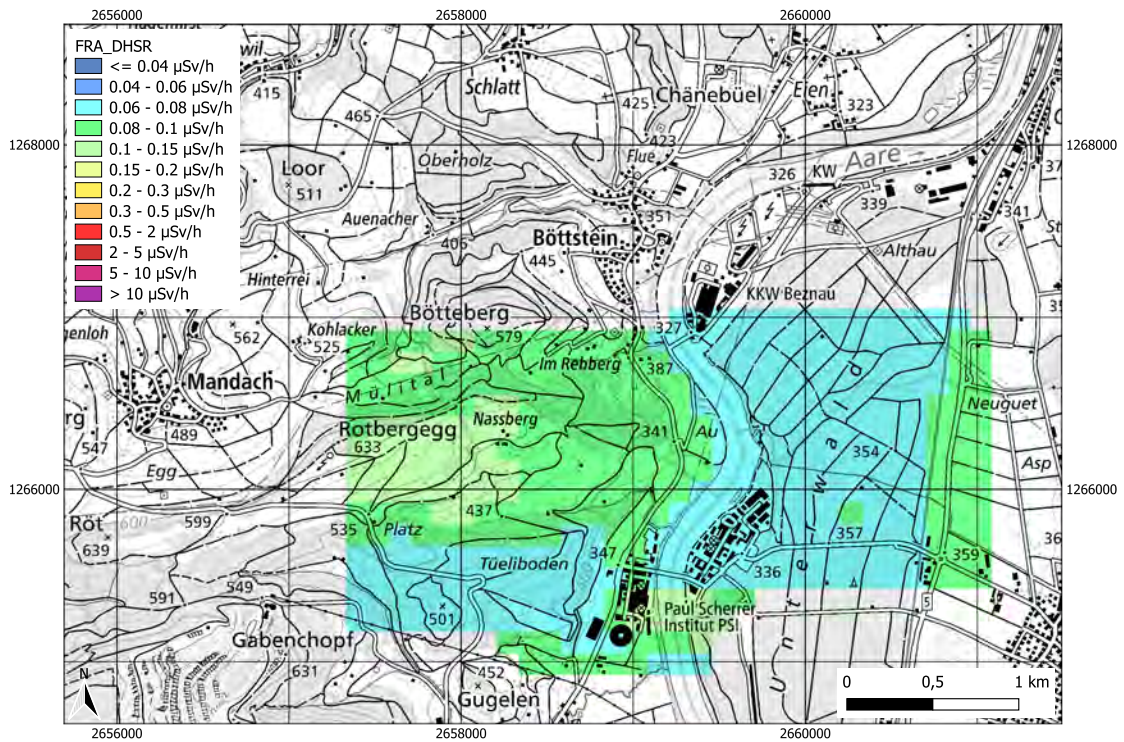 2656000
2658000
2660000
FRA_DHSR
<= 0.04 µSv/h
0.04 - 0.06 µSv/h
0.06 - 0.08 µSv/h
0.08 - 0.1 µSv/h
0.1 - 0.15 µSv/h
0.15 - 0.2 µSv/h
0.2 - 0.3 µSv/h
0.3 - 0.5 µSv/h
0.5 - 2 µSv/h
2 - 5 µSv/h
5 - 10 µSv/h
> 10 µSv/h
wil
415
Schlatt
465
425
Chänebüel
Eien
323
423
Flue
1268000
1268000
Oberholz
Loor
511
326
KW
Aare
339
341
Auenacher
406
351
Böttstein
445
Althau
Hinterrei
KKW Beznau
Bötteberg
579
327
genloh
562
Kohlacker
525
Im Rebberg
387
Mandach
Mülital
Nassberg
Neuguet
rg
547
489
Rotbergegg
633
341
Au
354
Egg
Asp
1266000
1266000
Röt
600
599
639
535
Platz
437
357
36
347
Tüeliboden
336
359
549
591
501
5
Paul Scherrer
Institut PSI
Gabenchopf
631
452
Gugelen
Unterwald
N
0
0,5
1 km
2656000
2658000
2660000